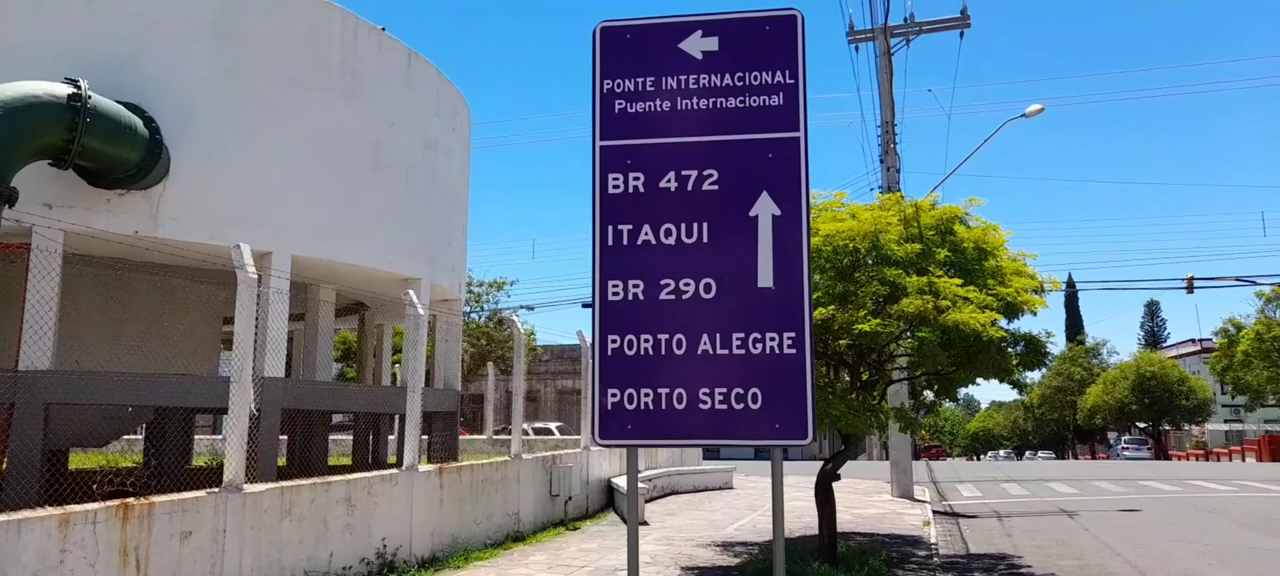 PONTE INTERNACIONAL
Puente Internacional
BR 472
ITAQUI
BR 290
PORTO ALEGRE
PORTO SECO